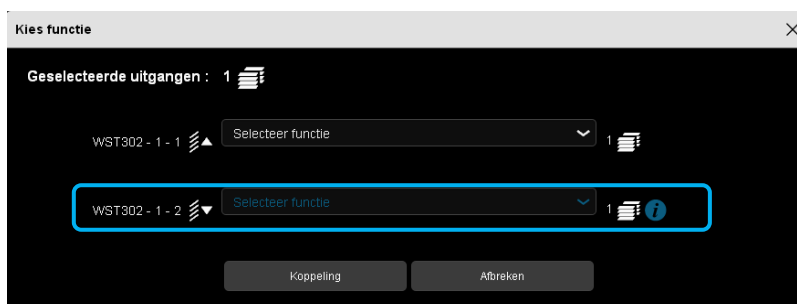 Kies functie
Geselecteerde uitgangen : 1
WST302 - 1 - 1 Selecteer functie 1
WST302 - 1 - 2 Selecteer functie 1 i
Koppeling Afbreken